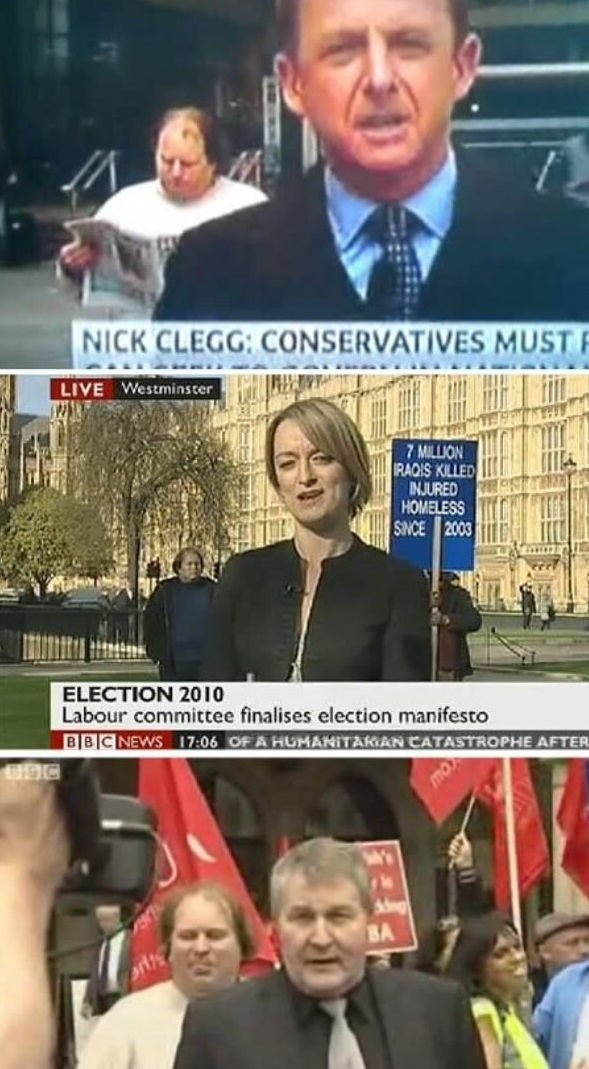 NICK CLEGG: CONSERVATIVES MUST
LIVE Westminster
7 MILLION
IRAQIS KILLED
INJURED
HOMELESS
SINCE 2003
ELECTION 2010
Labour committee finalises election manifesto
BBC NEWS 17:06 OF A HUMANITARIAN CATASTROPHE AFTER
BBC
BA